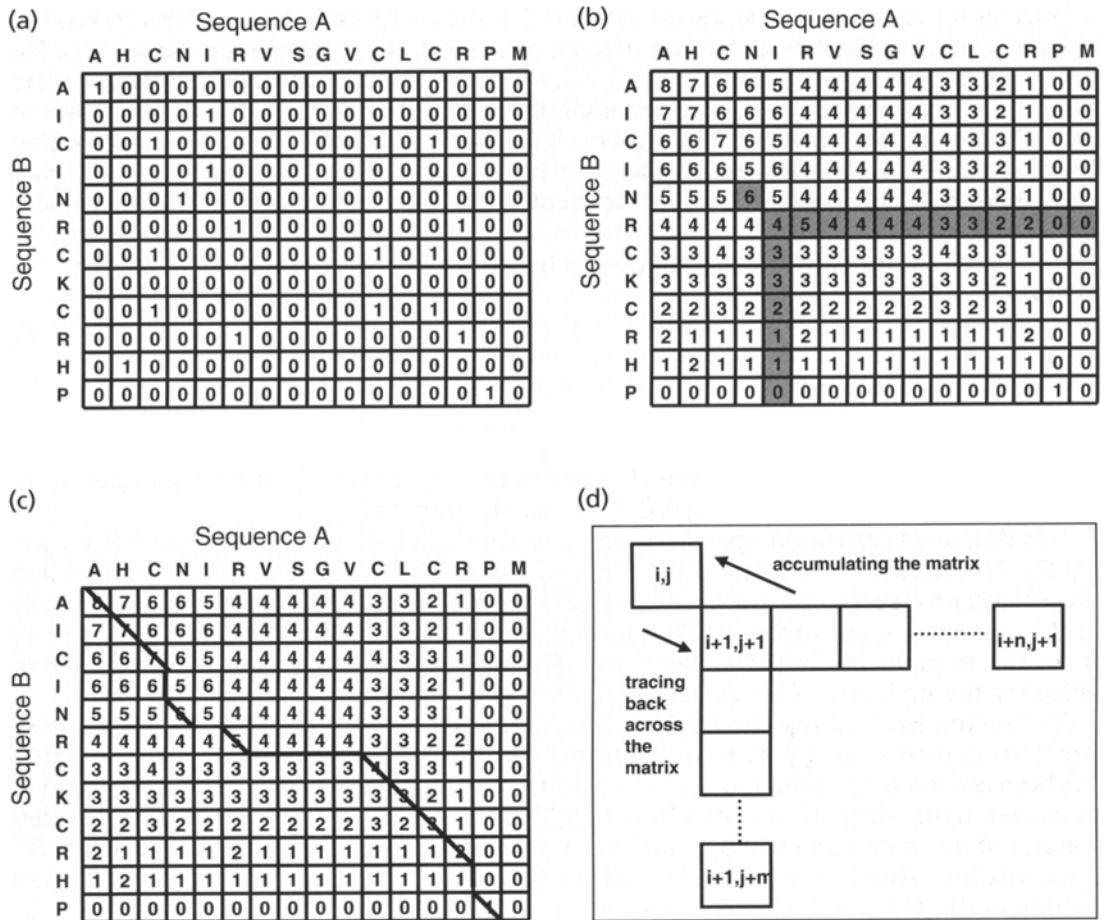 (a)
Sequence A
A H C N I R V S G V C L C R P M
Sequence B
A 1 0 0 0 0 0 0 0 0 0 0 0 0 0 0 0
I 0 0 0 0 1 0 0 0 0 0 0 0 0 0 0 0
C 0 0 1 0 0 0 0 0 0 0 1 0 1 0 0 0
I 0 0 0 0 1 0 0 0 0 0 0 0 0 0 0 0
N 0 0 0 1 0 0 0 0 0 0 0 0 0 0 0 0
R 0 0 0 0 0 1 0 0 0 0 0 0 0 1 0 0
C 0 0 1 0 0 0 0 0 0 0 1 0 1 0 0 0
K 0 0 0 0 0 0 0 0 0 0 0 0 0 0 0 0
C 0 0 1 0 0 0 0 0 0 0 1 0 1 0 0 0
R 0 0 0 0 0 1 0 0 0 0 0 0 0 1 0 0
H 0 1 0 0 0 0 0 0 0 0 0 0 0 0 0 0
P 0 0 0 0 0 0 0 0 0 0 0 0 0 0 1 0
(b)
Sequence A
A H C N I R V S G V C L C R P M
Sequence B
A 8 7 6 6 5 4 4 4 4 4 3 3 2 1 0 0
I 7 7 6 6 6 4 4 4 4 4 3 3 2 1 0 0
C 6 6 7 6 5 4 4 4 4 4 4 3 3 1 0 0
I 6 6 6 5 6 4 4 4 4 4 3 3 2 1 0 0
N 5 5 5 6 5 4 4 4 4 4 3 3 3 1 0 0
R 4 4 4 4 4 5 4 4 4 4 3 3 2 2 0 0
C 3 3 4 3 3 3 3 3 3 3 4 3 3 1 0 0
K 3 3 3 3 3 3 3 3 3 3 3 3 2 1 0 0
C 2 2 3 2 2 2 2 2 2 2 3 2 3 1 0 0
R 2 1 1 1 1 2 1 1 1 1 1 1 1 2 0 0
H 1 2 1 1 1 1 1 1 1 1 1 1 1 1 0 0
P 0 0 0 0 0 0 0 0 0 0 0 0 0 0 1 0
(c)
Sequence A
A H C N I R V S G V C L C R P M
Sequence B
A 8 7 6 6 5 4 4 4 4 4 3 3 2 1 0 0
I 7 7 6 6 6 4 4 4 4 4 3 3 2 1 0 0
C 6 6 7 6 5 4 4 4 4 4 4 3 3 1 0 0
I 6 6 6 5 6 4 4 4 4 4 3 3 2 1 0 0
N 5 5 5 6 5 4 4 4 4 4 3 3 3 1 0 0
R 4 4 4 4 4 5 4 4 4 4 3 3 2 2 0 0
C 3 3 4 3 3 3 3 3 3 3 4 3 3 1 0 0
K 3 3 3 3 3 3 3 3 3 3 3 3 2 1 0 0
C 2 2 3 2 2 2 2 2 2 2 3 2 3 1 0 0
R 2 1 1 1 1 2 1 1 1 1 1 1 1 2 0 0
H 1 2 1 1 1 1 1 1 1 1 1 1 1 1 0 0
P 0 0 0 0 0 0 0 0 0 0 0 0 0 0 1 0
(d)
i,j
accumulating the matrix
i+1,j+1
i+n,j+1
tracing
back
across
the
matrix
i+1,j+m